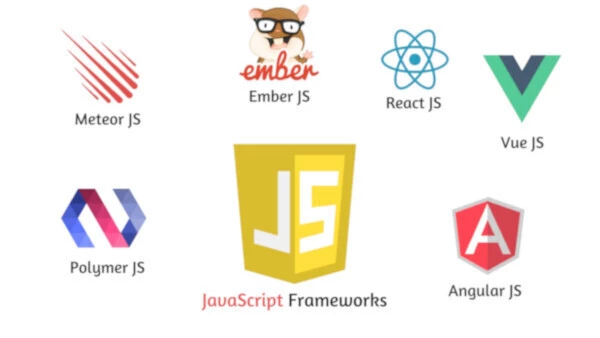 ember
Ember JS
Meteor JS
React JS
Vue JS
JS
Polymer JS
A
Angular JS
JavaScript Frameworks